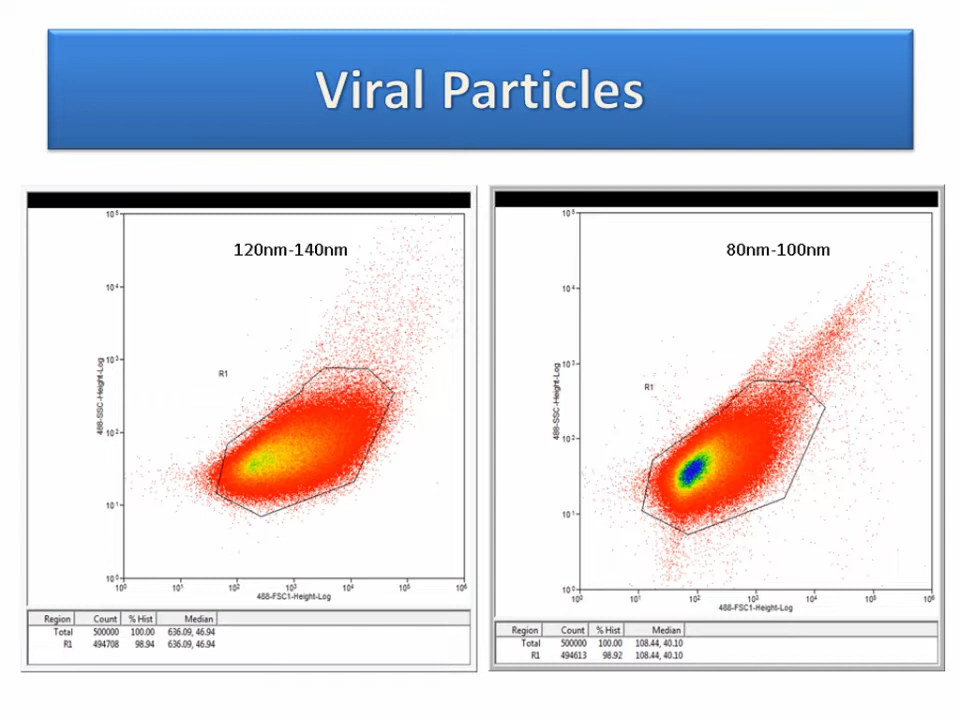 Viral Particles
120nm-140nm
R1
10^5
10^4
10^3
10^2
10^1
10^0
488-SSC-Height-Log
10^0 10^1 10^2 10^3 10^4 10^5 10^6
488-FSC1-Height-Log
Region Count % Hist Median
Total 500000 100.00 636.09, 46.94
R1 494708 98.94 636.09, 46.94
80nm-100nm
R1
10^5
10^4
10^3
10^2
10^1
10^0
488-SSC-Height-Log
10^0 10^1 10^2 10^3 10^4 10^5 10^6
488-FSC1-Height-Log
Region Count % Hist Median
Total 500000 100.00 108.44, 40.10
R1 494613 98.92 108.44, 40.10